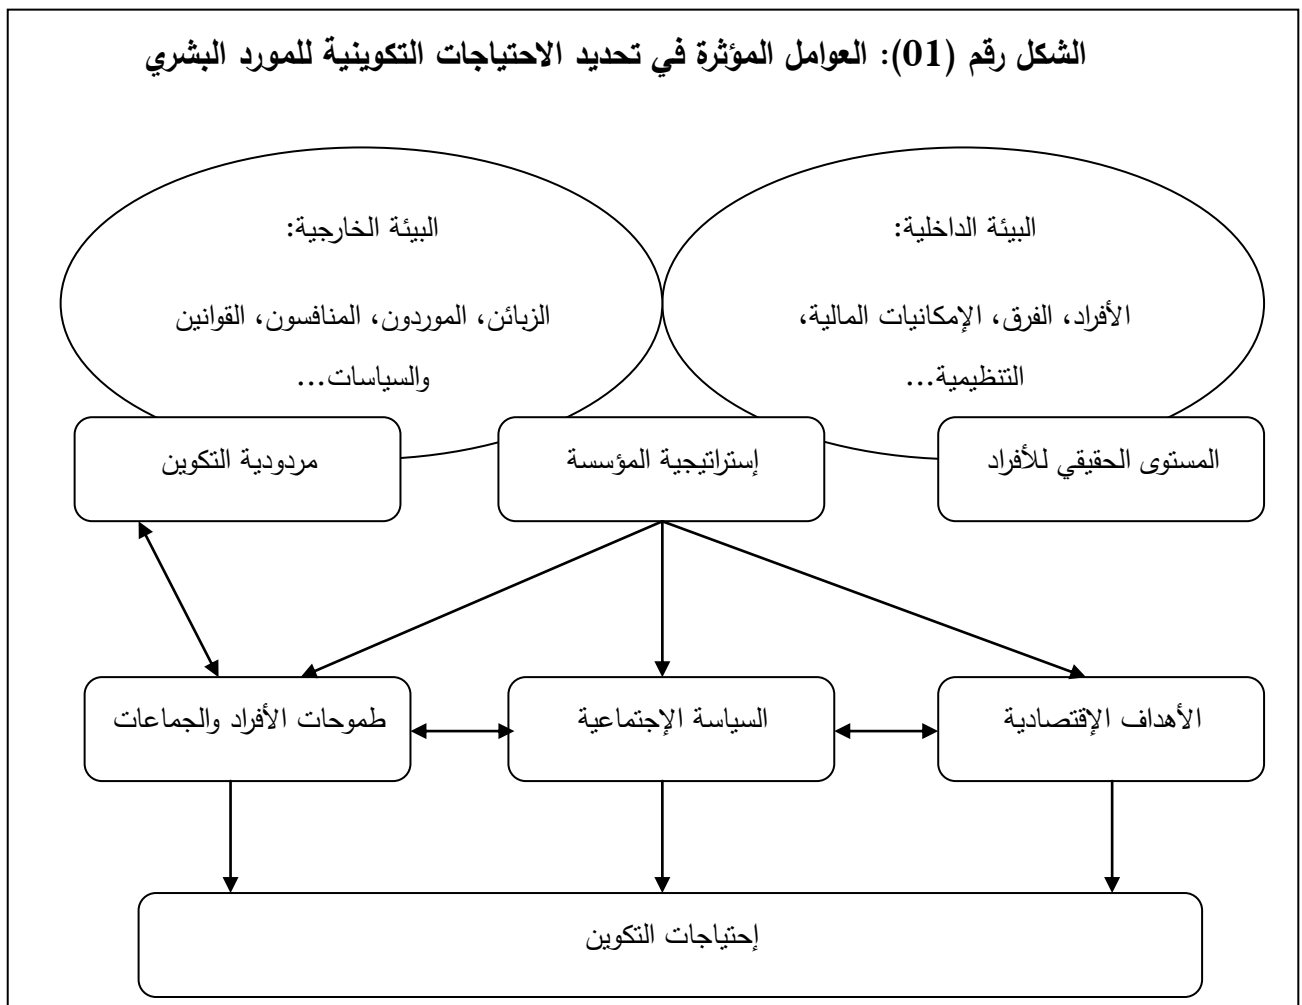 الشكل رقم (01): العوامل المؤثرة في تحديد الاحتياجات التكوينية للمورد البشري
البيئة الداخلية:
الأفراد، الفرق، الإمكانيات المالية،
التنظيمية...
البيئة الخارجية:
الزبائن، الموردون، المنافسون، القوانين
والسياسات...
المستوى الحقيقي للأفراد
إستراتيجية المؤسسة
مردودية التكوين
الأهداف الإقتصادية
السياسة الإجتماعية
طموحات الأفراد والجماعات
إحتياجات التكوين